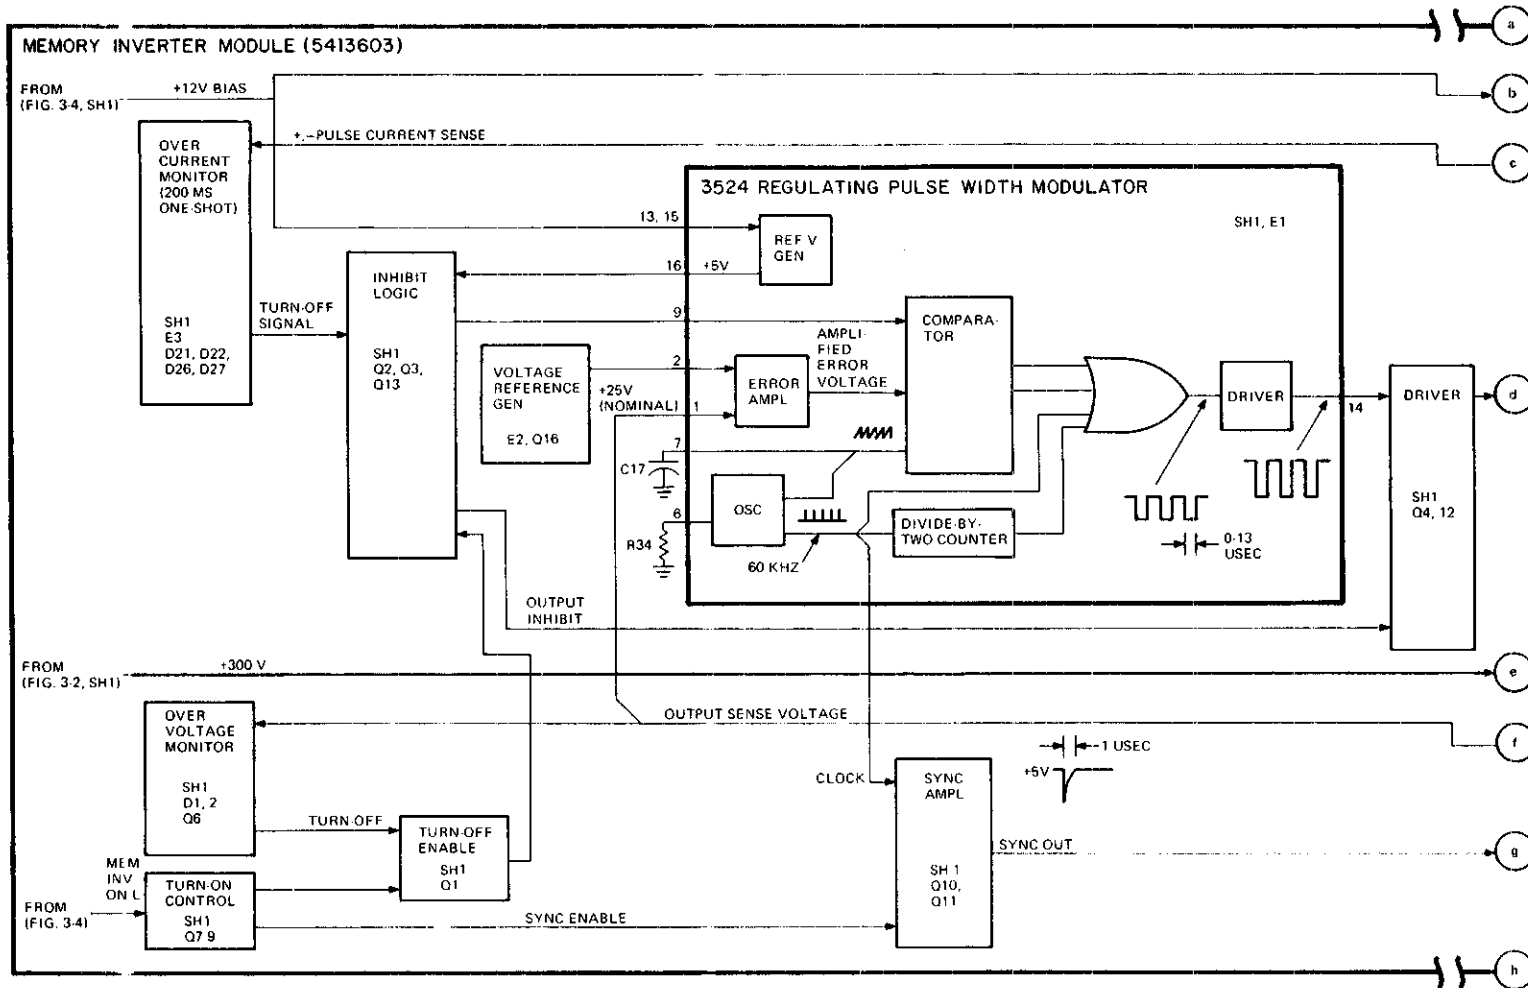 MEMORY INVERTER MODULE (5413603)
a
FROM
(FIG. 3-4, SH1)
+12V BIAS
b
OVER
CURRENT
MONITOR
(200 MS
ONE-SHOT)
SH1
E3
D21, D22,
D26, D27
+,-PULSE CURRENT SENSE
c
3524 REGULATING PULSE WIDTH MODULATOR
SH1, E1
13, 15
REF V
GEN
16
+5V
INHIBIT
LOGIC
SH1
Q2, Q3,
Q13
TURN-OFF
SIGNAL
9
COMPARA-
TOR
VOLTAGE
REFERENCE
GEN
E2, Q16
2
+25V
(NOMINAL)
1
ERROR
AMPL
AMPLI-
FIED
ERROR
VOLTAGE
DRIVER
14
DRIVER
SH1
Q4, 12
d
7
C17
OSC
6
R34
60 KHZ
DIVIDE-BY-
TWO COUNTER
0-13
USEC
OUTPUT
INHIBIT
FROM
(FIG. 3-2, SH1)
+300 V
e
OVER
VOLTAGE
MONITOR
SH1
D1, 2
Q6
OUTPUT SENSE VOLTAGE
f
1 USEC
+5V
CLOCK
SYNC
AMPL
SH 1
Q10,
Q11
SYNC OUT
g
TURN-OFF
TURN-OFF
ENABLE
SH1
Q1
MEM
INV
ON L
FROM
(FIG. 3-4)
TURN-ON
CONTROL
SH1
Q7 9
SYNC ENABLE
h